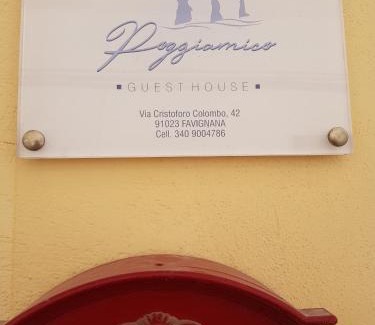 Poggiamico
GUEST HOUSE
Via Cristoforo Colombo, 42
91023 FAVIGNANA
Cell. 340 9004786